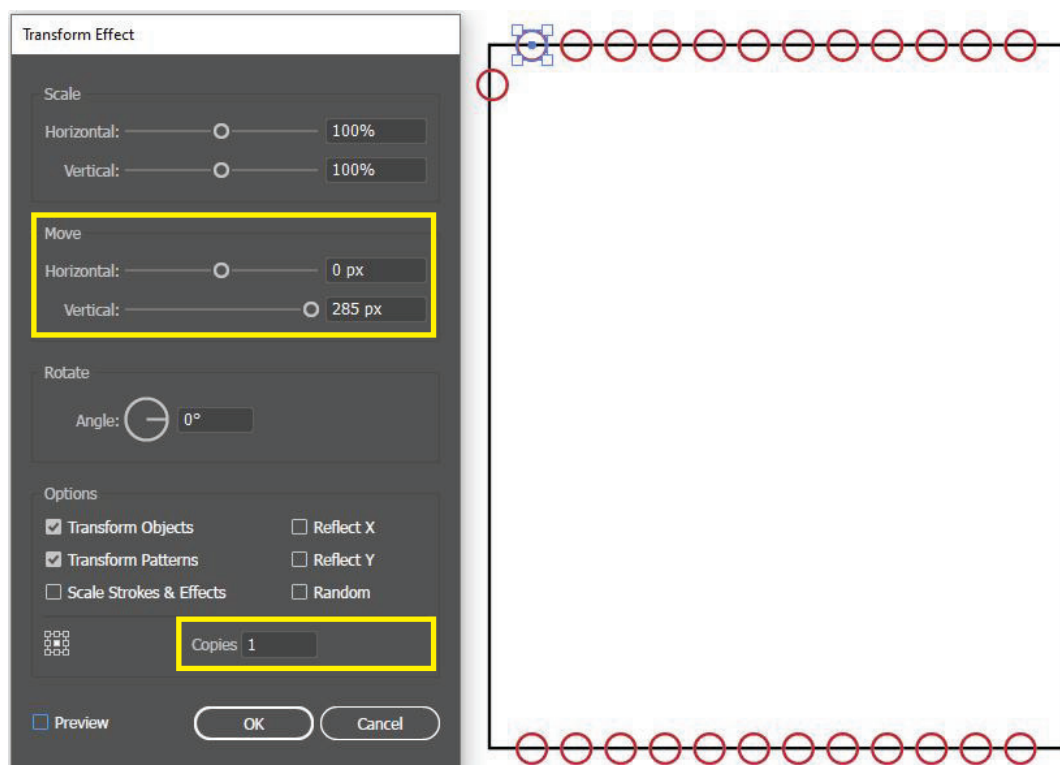 Transform Effect
Scale
Horizontal: 100%
Vertical: 100%
Move
Horizontal: 0 px
Vertical: 285 px
Rotate
Angle: 0°
Options
Transform Objects Reflect X
Transform Patterns Reflect Y
Scale Strokes & Effects Random
Copies 1
Preview OK Cancel